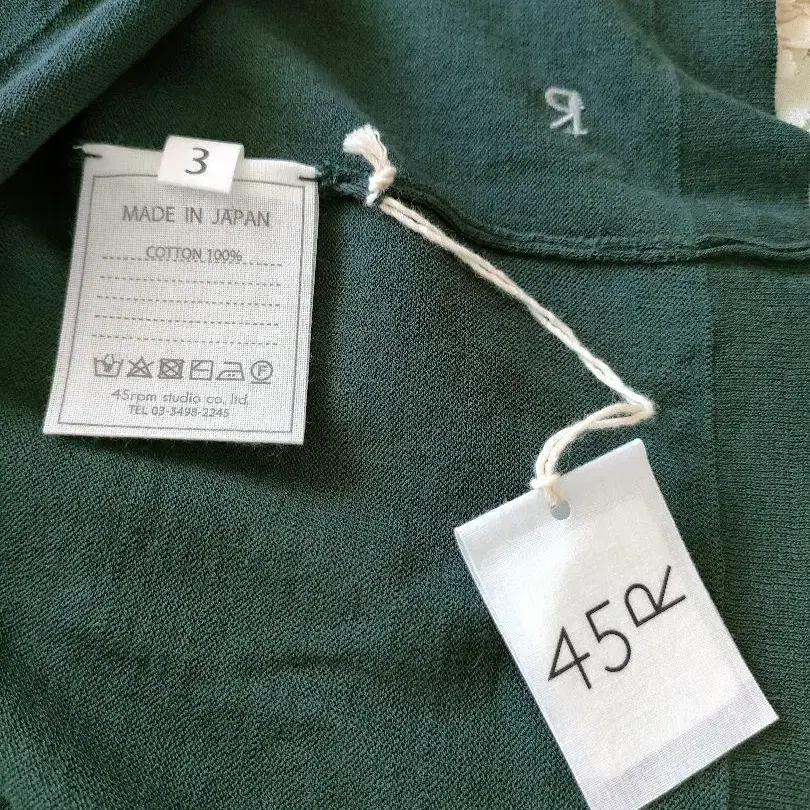 3
MADE IN JAPAN
COTTON 100%
F
45rpm studio co., ltd.
TEL 03-3498-2245
R
45R